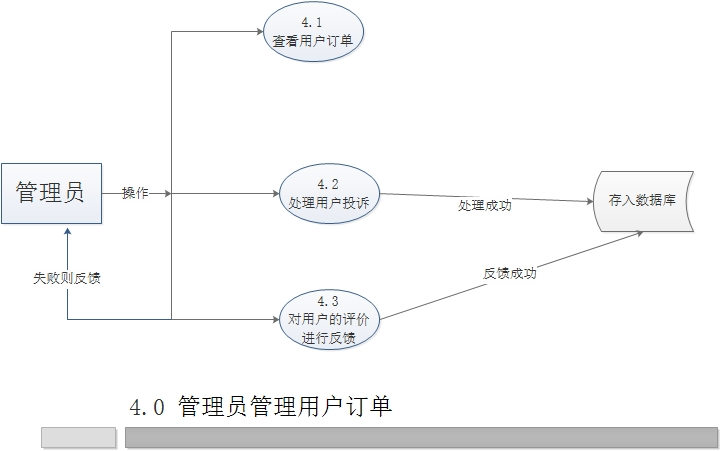 4.1
查看用户订单
管理员
操作
4.2
处理用户投诉
处理成功
存入数据库
失败则反馈
反馈成功
4.3
对用户的评价
进行反馈
4.0 管理员管理用户订单